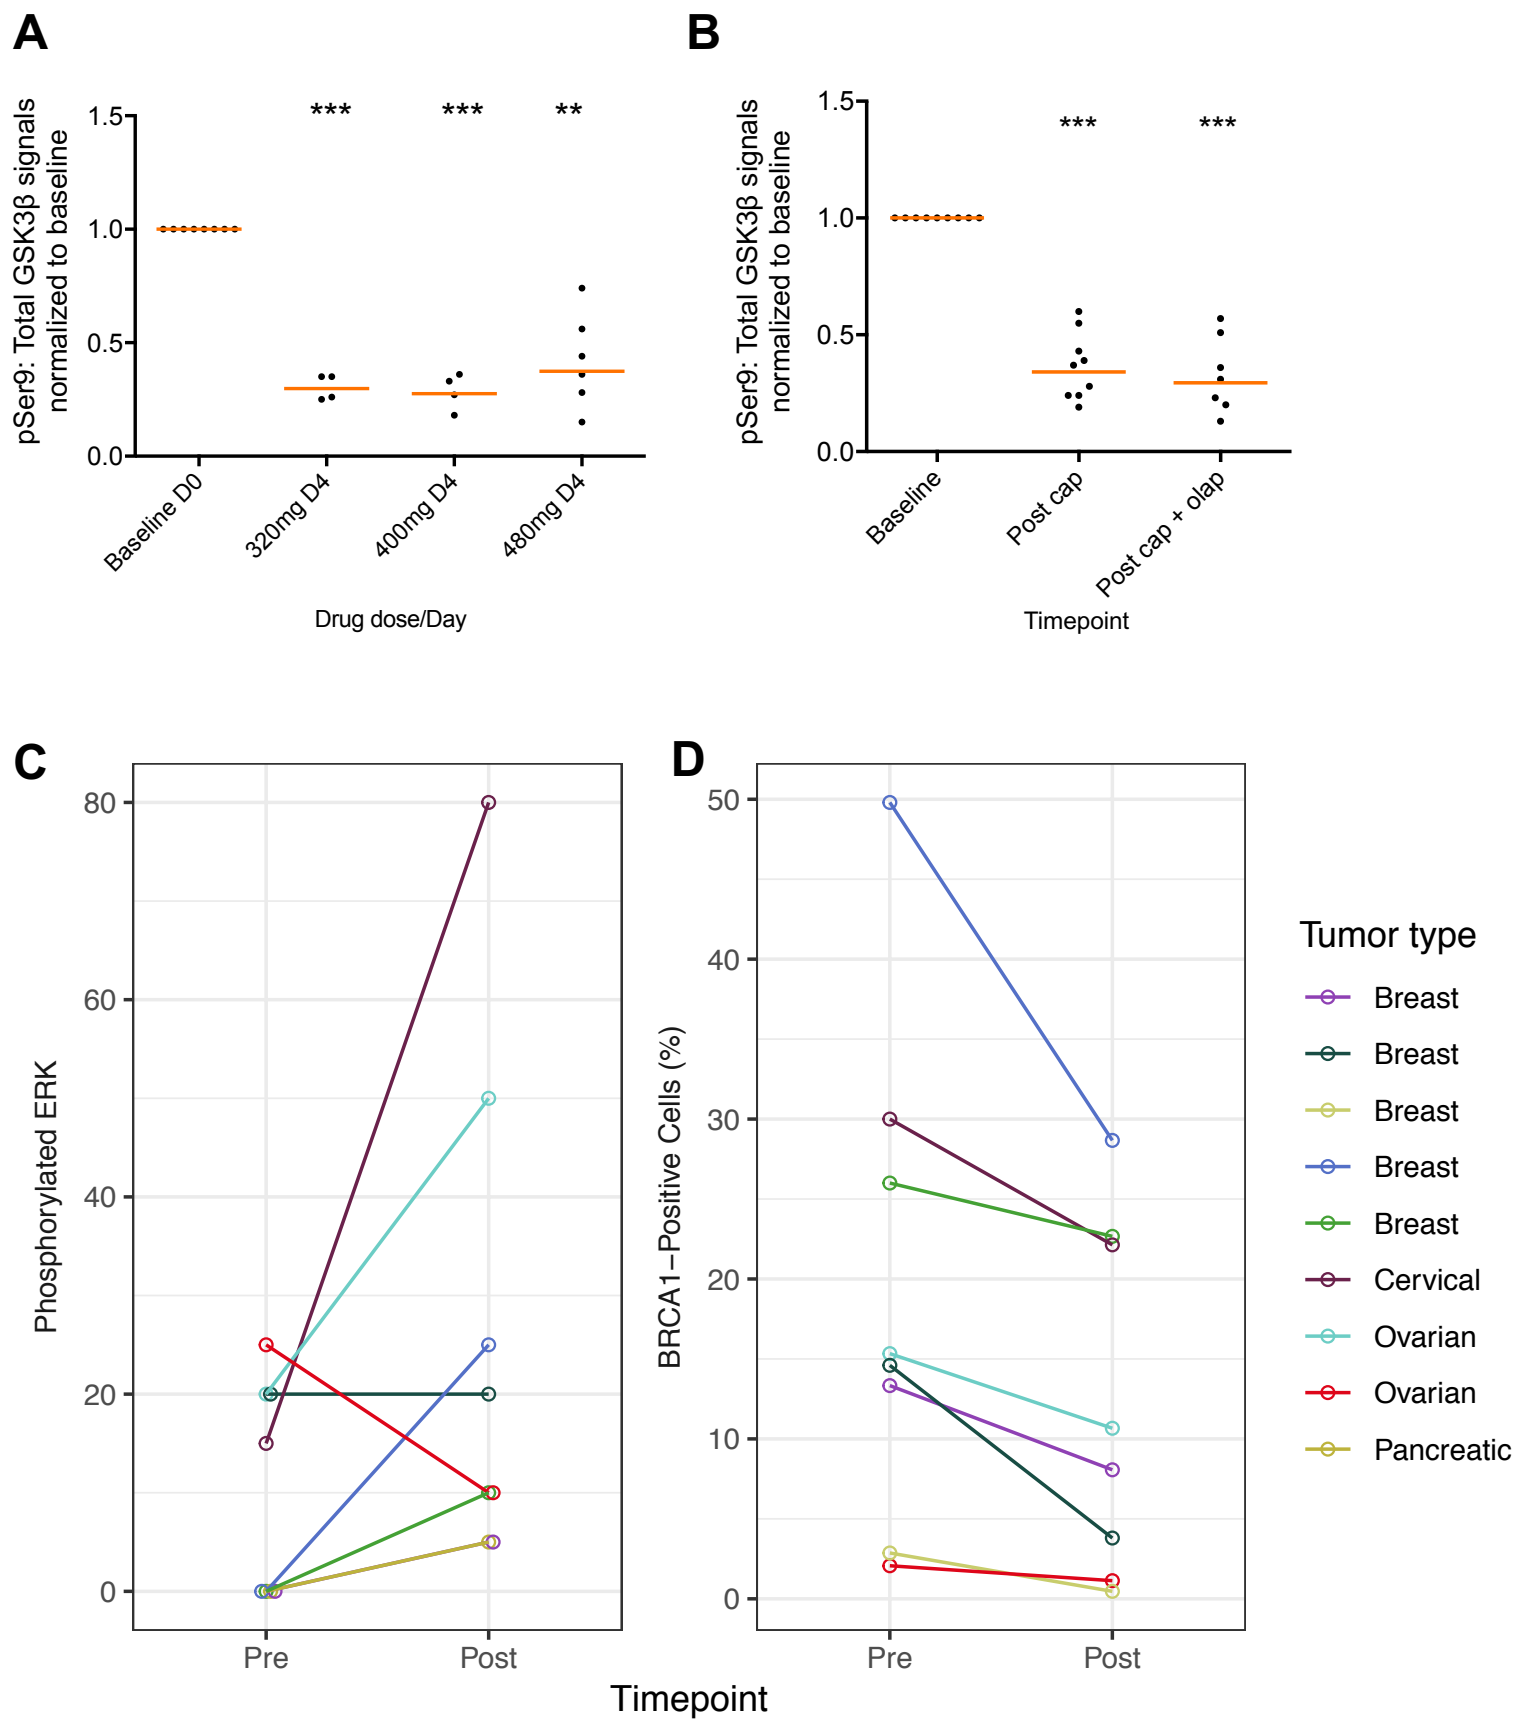 A
pSer9: Total GSK3β signals
normalized to baseline
1.5
1.0
0.5
0.0
***
***
**
Baseline D0
320mg D4
400mg D4
480mg D4
Drug dose/Day
B
pSer9: Total GSK3β signals
normalized to baseline
1.5
1.0
0.5
0.0
***
***
Baseline
Post cap
Post cap + olap
Timepoint
C
Phosphorylated ERK
80
60
40
20
0
Pre
Post
D
BRCA1−Positive Cells (%)
50
40
30
20
10
0
Pre
Post
Timepoint
Tumor type
Breast
Breast
Breast
Breast
Breast
Cervical
Ovarian
Ovarian
Pancreatic